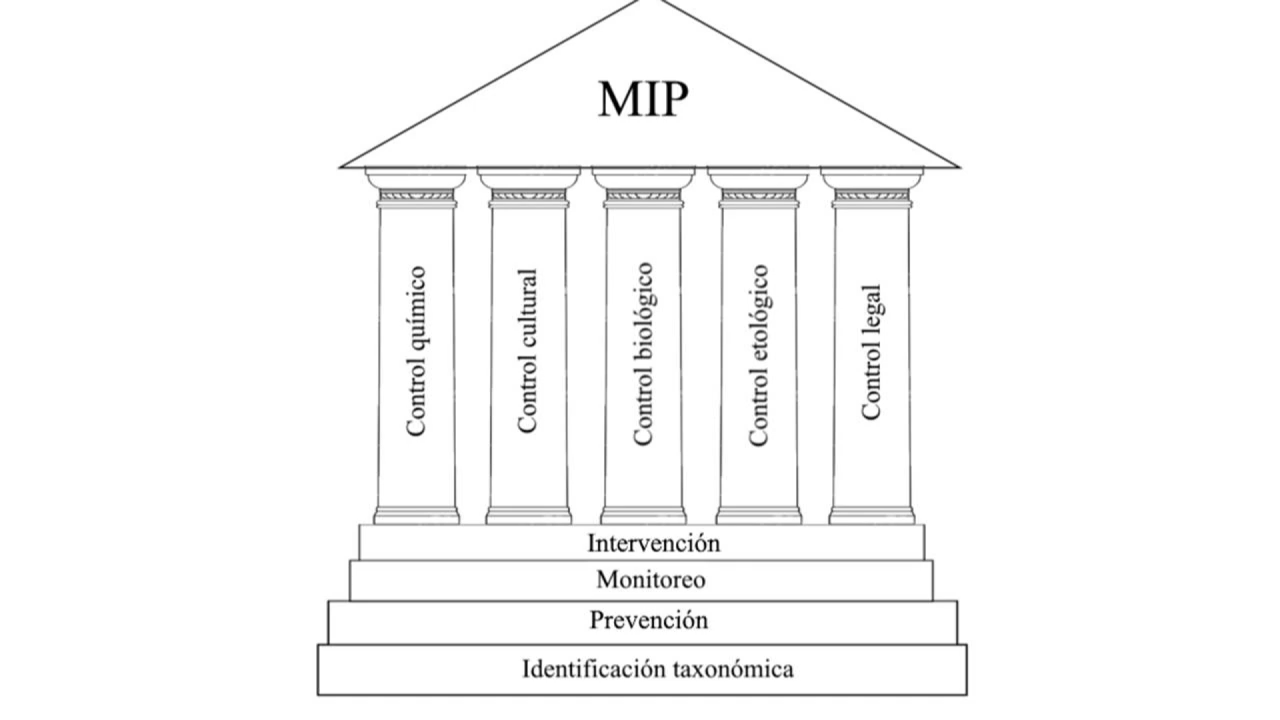 MIP
Control químico
Control cultural
Control biológico
Control etológico
Control legal
Intervención
Monitoreo
Prevención
Identificación taxonómica